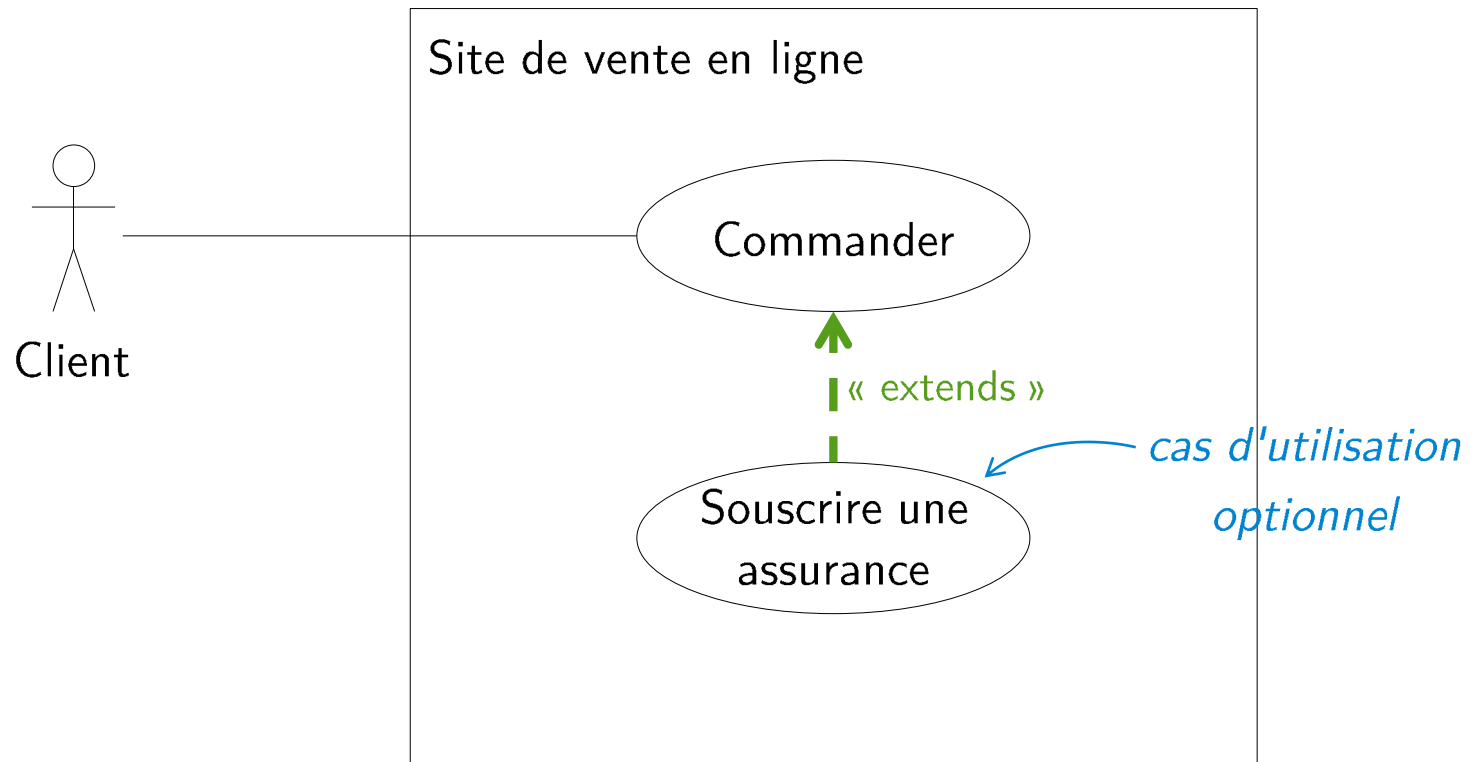 Site de vente en ligne
Commander
Client
« extends »
cas d'utilisation
optionnel
Souscrire une
assurance